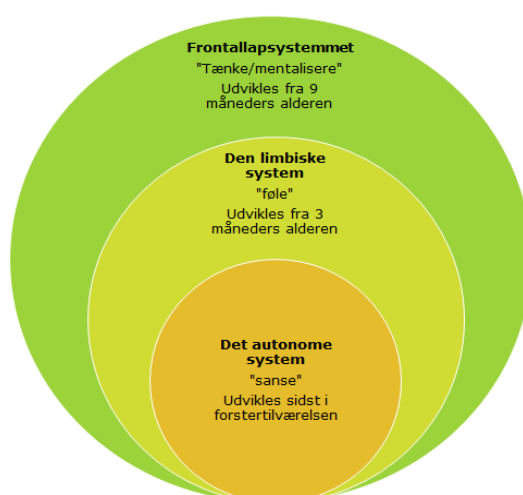 Frontallapsystemmet
"Tænke/mentalisere"
Udvikles fra 9
måneders alderen
Den limbiske
system
"føle"
Udvikles fra 3
måneders alderen
Det autonome
system
"sanse"
Udvikles sidst i
forstertilværelsen